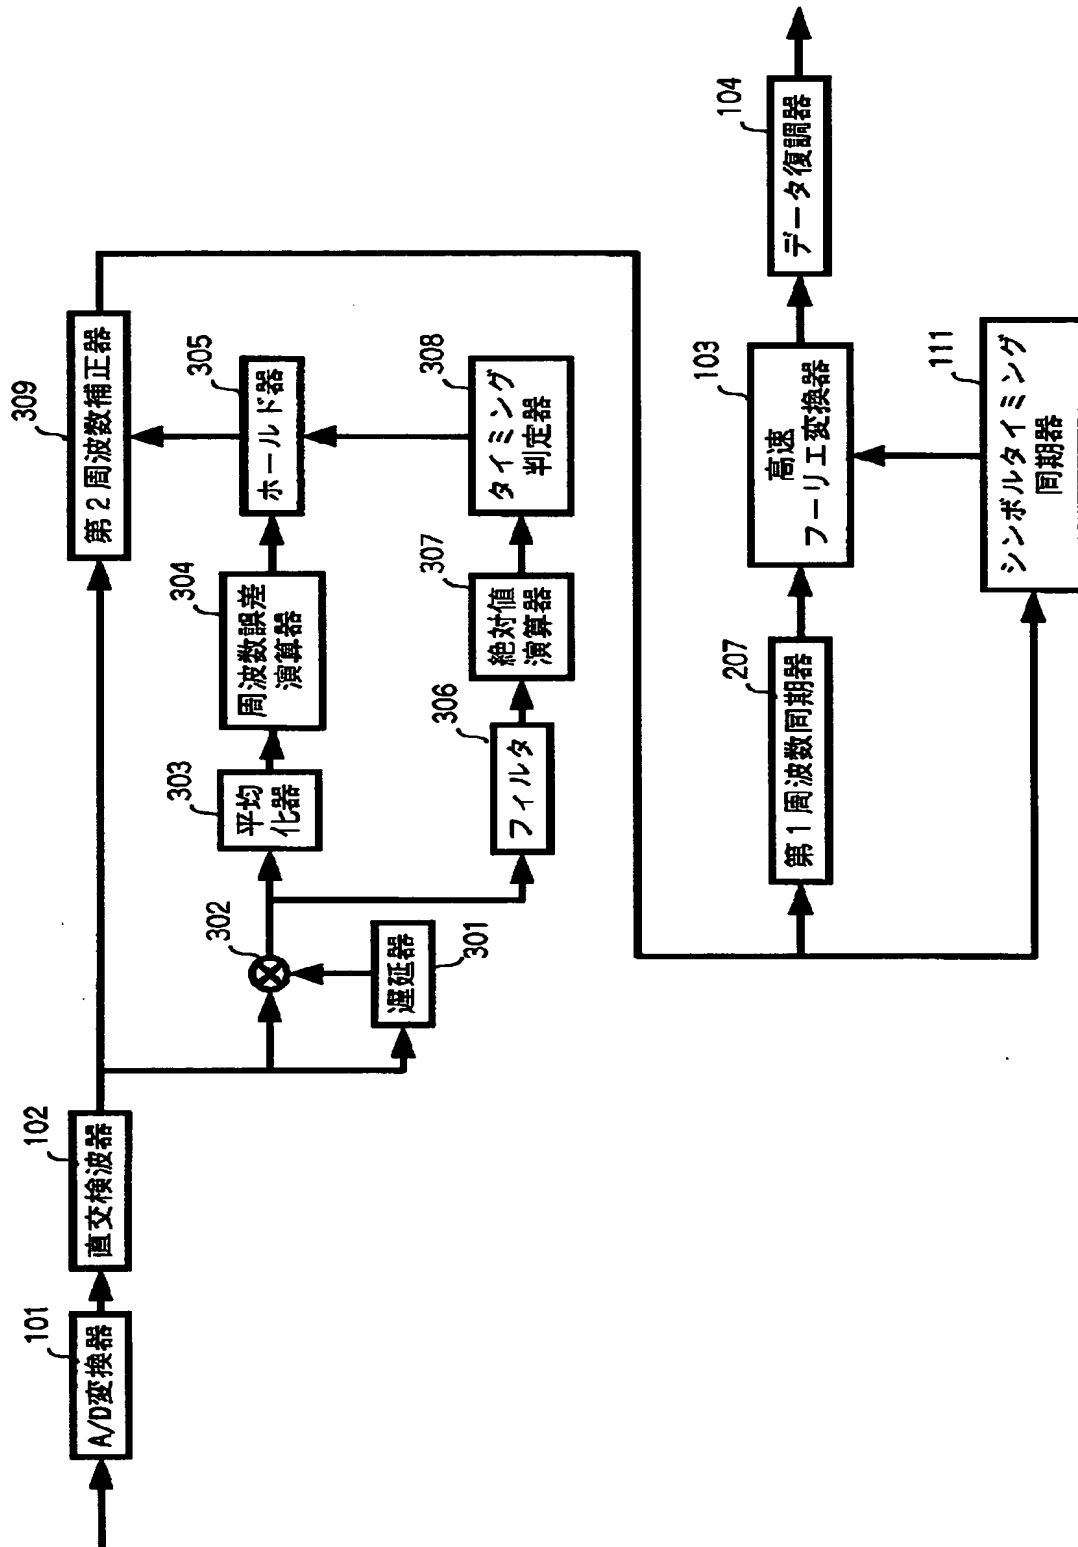 101
A/D変換器
102
直交検波器
309
第2周波数補正器
302
301
遅延器
303
平均
化器
304
周波数誤差
演算器
305
ホールド器
306
フィルタ
307
絶対値
演算器
308
タイミング
判定器
207
第1周波数同期器
103
高速
フーリエ変換器
104
データ復調器
111
シンボルタイミング
同期器